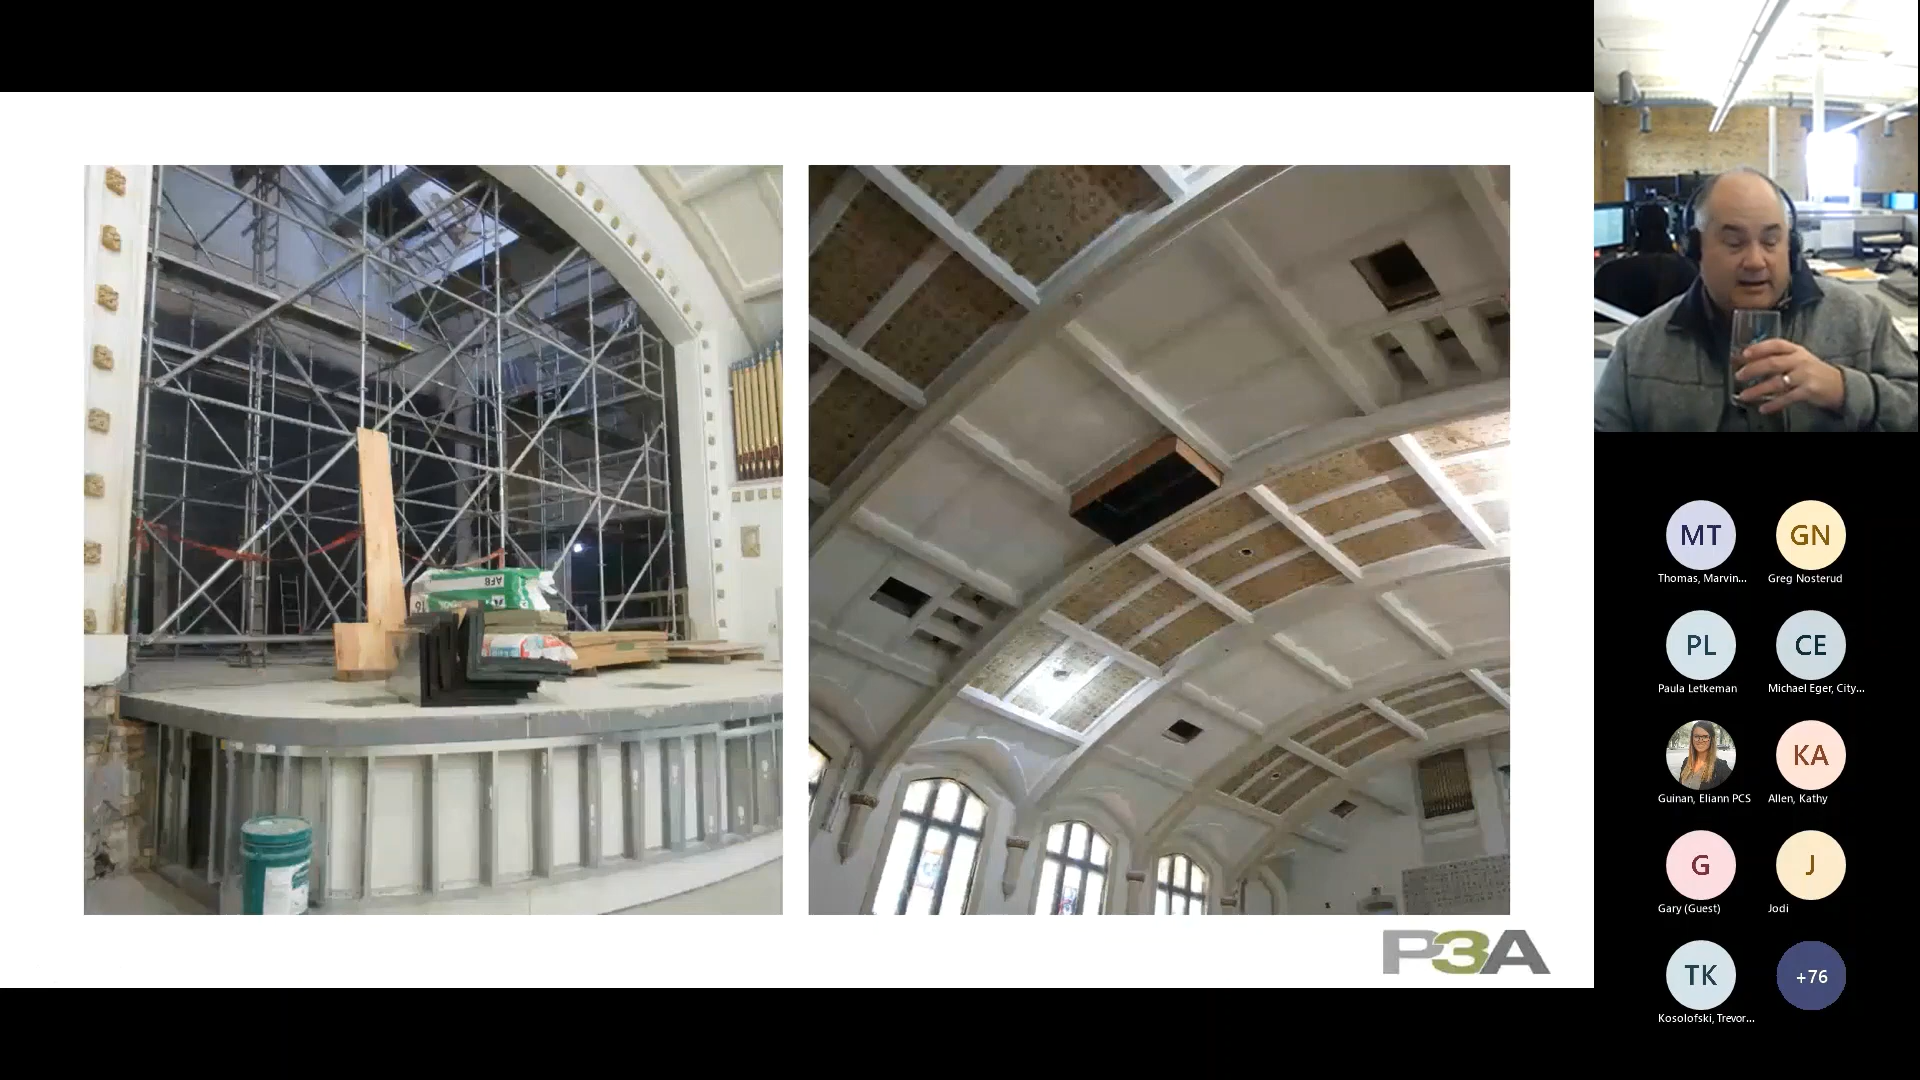 AFB
P3A
MT
GN
Thomas, Marvin...
Greg Nosterud
PL
CE
Paula Letkeman
Michael Eger, City...
KA
Guinan, Eliann PCS
Allen, Kathy
G
J
Gary (Guest)
Jodi
TK
+76
Kosolofski, Trevor...